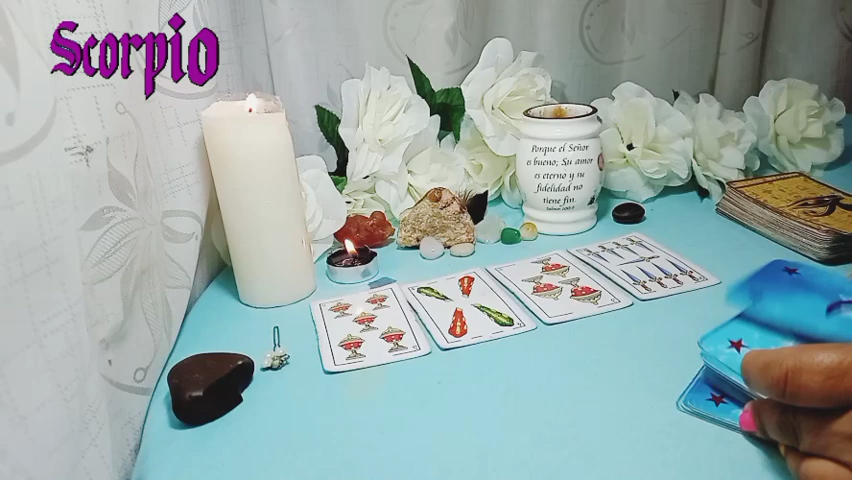 Scorpio
Porque el Señor
es bueno; Su amor
es eterno y su
fidelidad no
tiene fin.